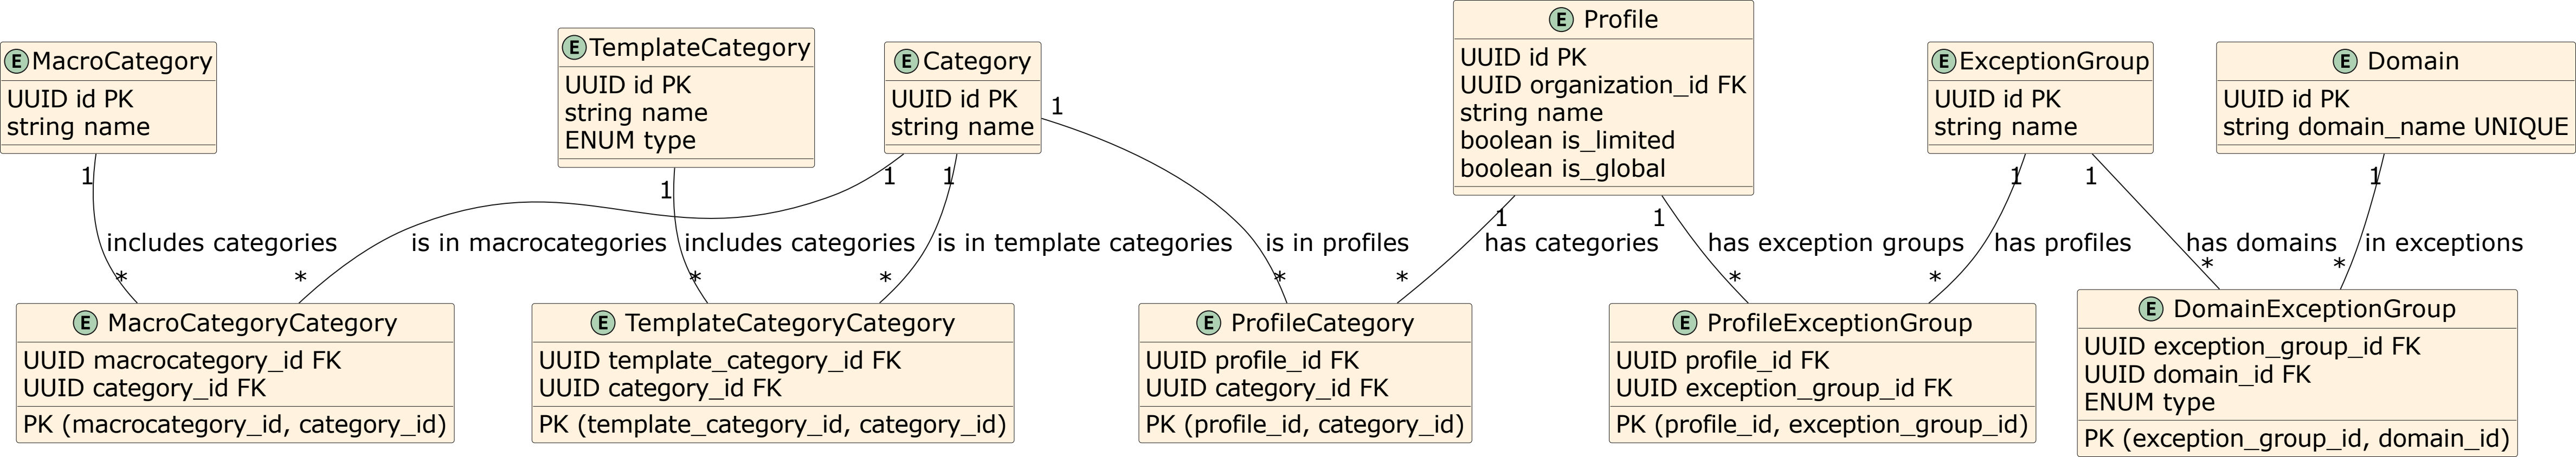 E MacroCategory
UUID id PK
string name
E TemplateCategory
UUID id PK
string name
ENUM type
E Category
UUID id PK
string name
E Profile
UUID id PK
UUID organization_id FK
string name
boolean is_limited
boolean is_global
E ExceptionGroup
UUID id PK
string name
E Domain
UUID id PK
string domain_name UNIQUE
1
1
1
1
1
1
1
1
1
1
includes categories
is in macrocategories
includes categories
is in template categories
is in profiles
has categories
has exception groups
has profiles
has domains
in exceptions
*
*
*
*
*
*
*
*
*
*
E MacroCategoryCategory
UUID macrocategory_id FK
UUID category_id FK
PK (macrocategory_id, category_id)
E TemplateCategoryCategory
UUID template_category_id FK
UUID category_id FK
PK (template_category_id, category_id)
E ProfileCategory
UUID profile_id FK
UUID category_id FK
PK (profile_id, category_id)
E ProfileExceptionGroup
UUID profile_id FK
UUID exception_group_id FK
PK (profile_id, exception_group_id)
E DomainExceptionGroup
UUID exception_group_id FK
UUID domain_id FK
ENUM type
PK (exception_group_id, domain_id)